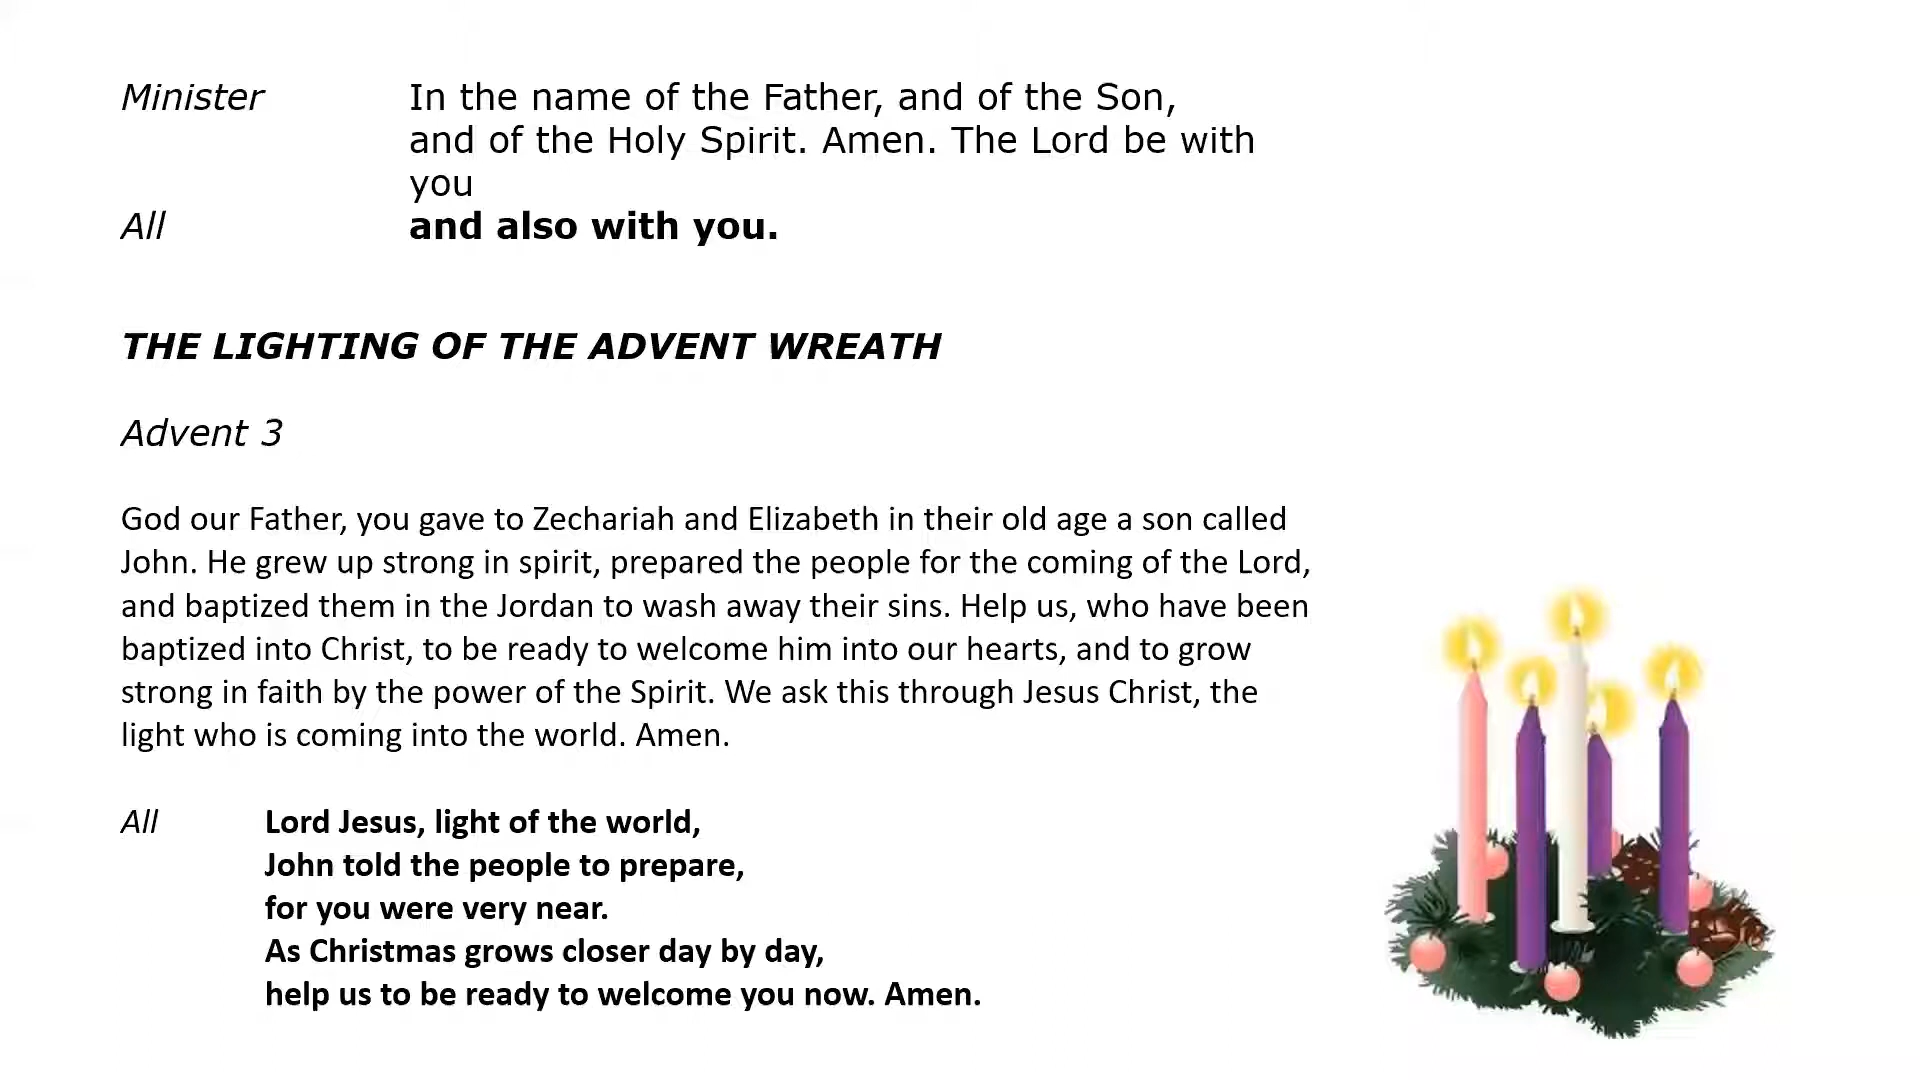 Minister In the name of the Father, and of the Son,
and of the Holy Spirit. Amen. The Lord be with
you
All and also with you.
THE LIGHTING OF THE ADVENT WREATH
Advent 3
God our Father, you gave to Zechariah and Elizabeth in their old age a son called
John. He grew up strong in spirit, prepared the people for the coming of the Lord,
and baptized them in the Jordan to wash away their sins. Help us, who have been
baptized into Christ, to be ready to welcome him into our hearts, and to grow
strong in faith by the power of the Spirit. We ask this through Jesus Christ, the
light who is coming into the world. Amen.
All Lord Jesus, light of the world,
John told the people to prepare,
for you were very near.
As Christmas grows closer day by day,
help us to be ready to welcome you now. Amen.